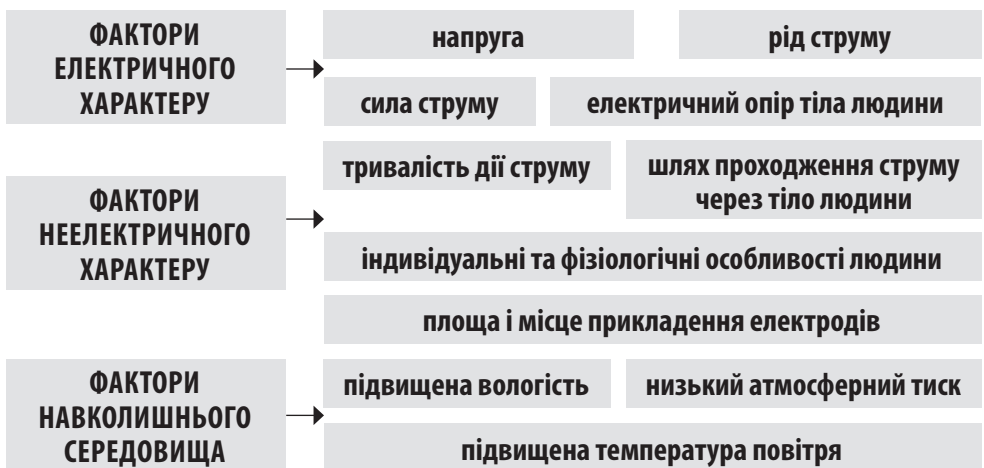 ФАКТОРИ
ЕЛЕКТРИЧНОГО
ХАРАКТЕРУ
напруга
рід струму
сила струму
електричний опір тіла людини
ФАКТОРИ
НЕЕЛЕКТРИЧНОГО
ХАРАКТЕРУ
тривалість дії струму
шлях проходження струму
через тіло людини
індивідуальні та фізіологічні особливості людини
площа і місце прикладення електродів
ФАКТОРИ
НАВКОЛИШНЬОГО
СЕРЕДОВИЩА
підвищена вологість
низький атмосферний тиск
підвищена температура повітря